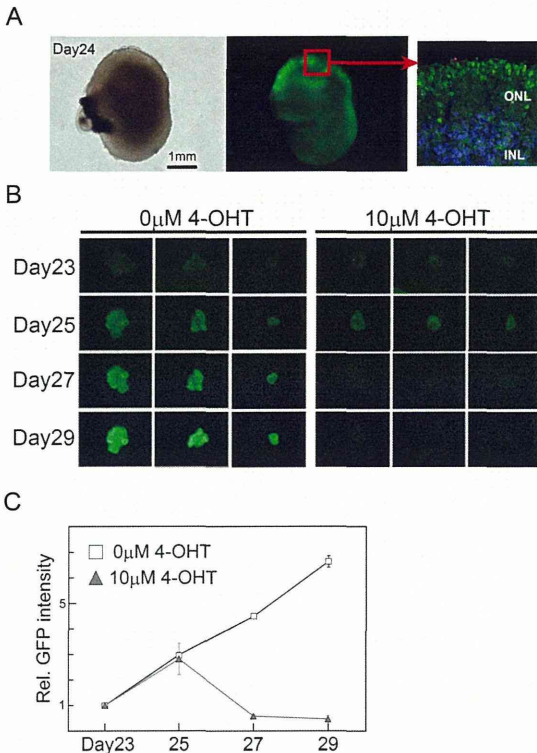 A
Day24
1mm
ONL
INL
B
0μM 4-OHT
10μM 4-OHT
Day23
Day25
Day27
Day29
C
Rel. GFP intensity
5
1
0μM 4-OHT
10μM 4-OHT
Day23 25 27 29